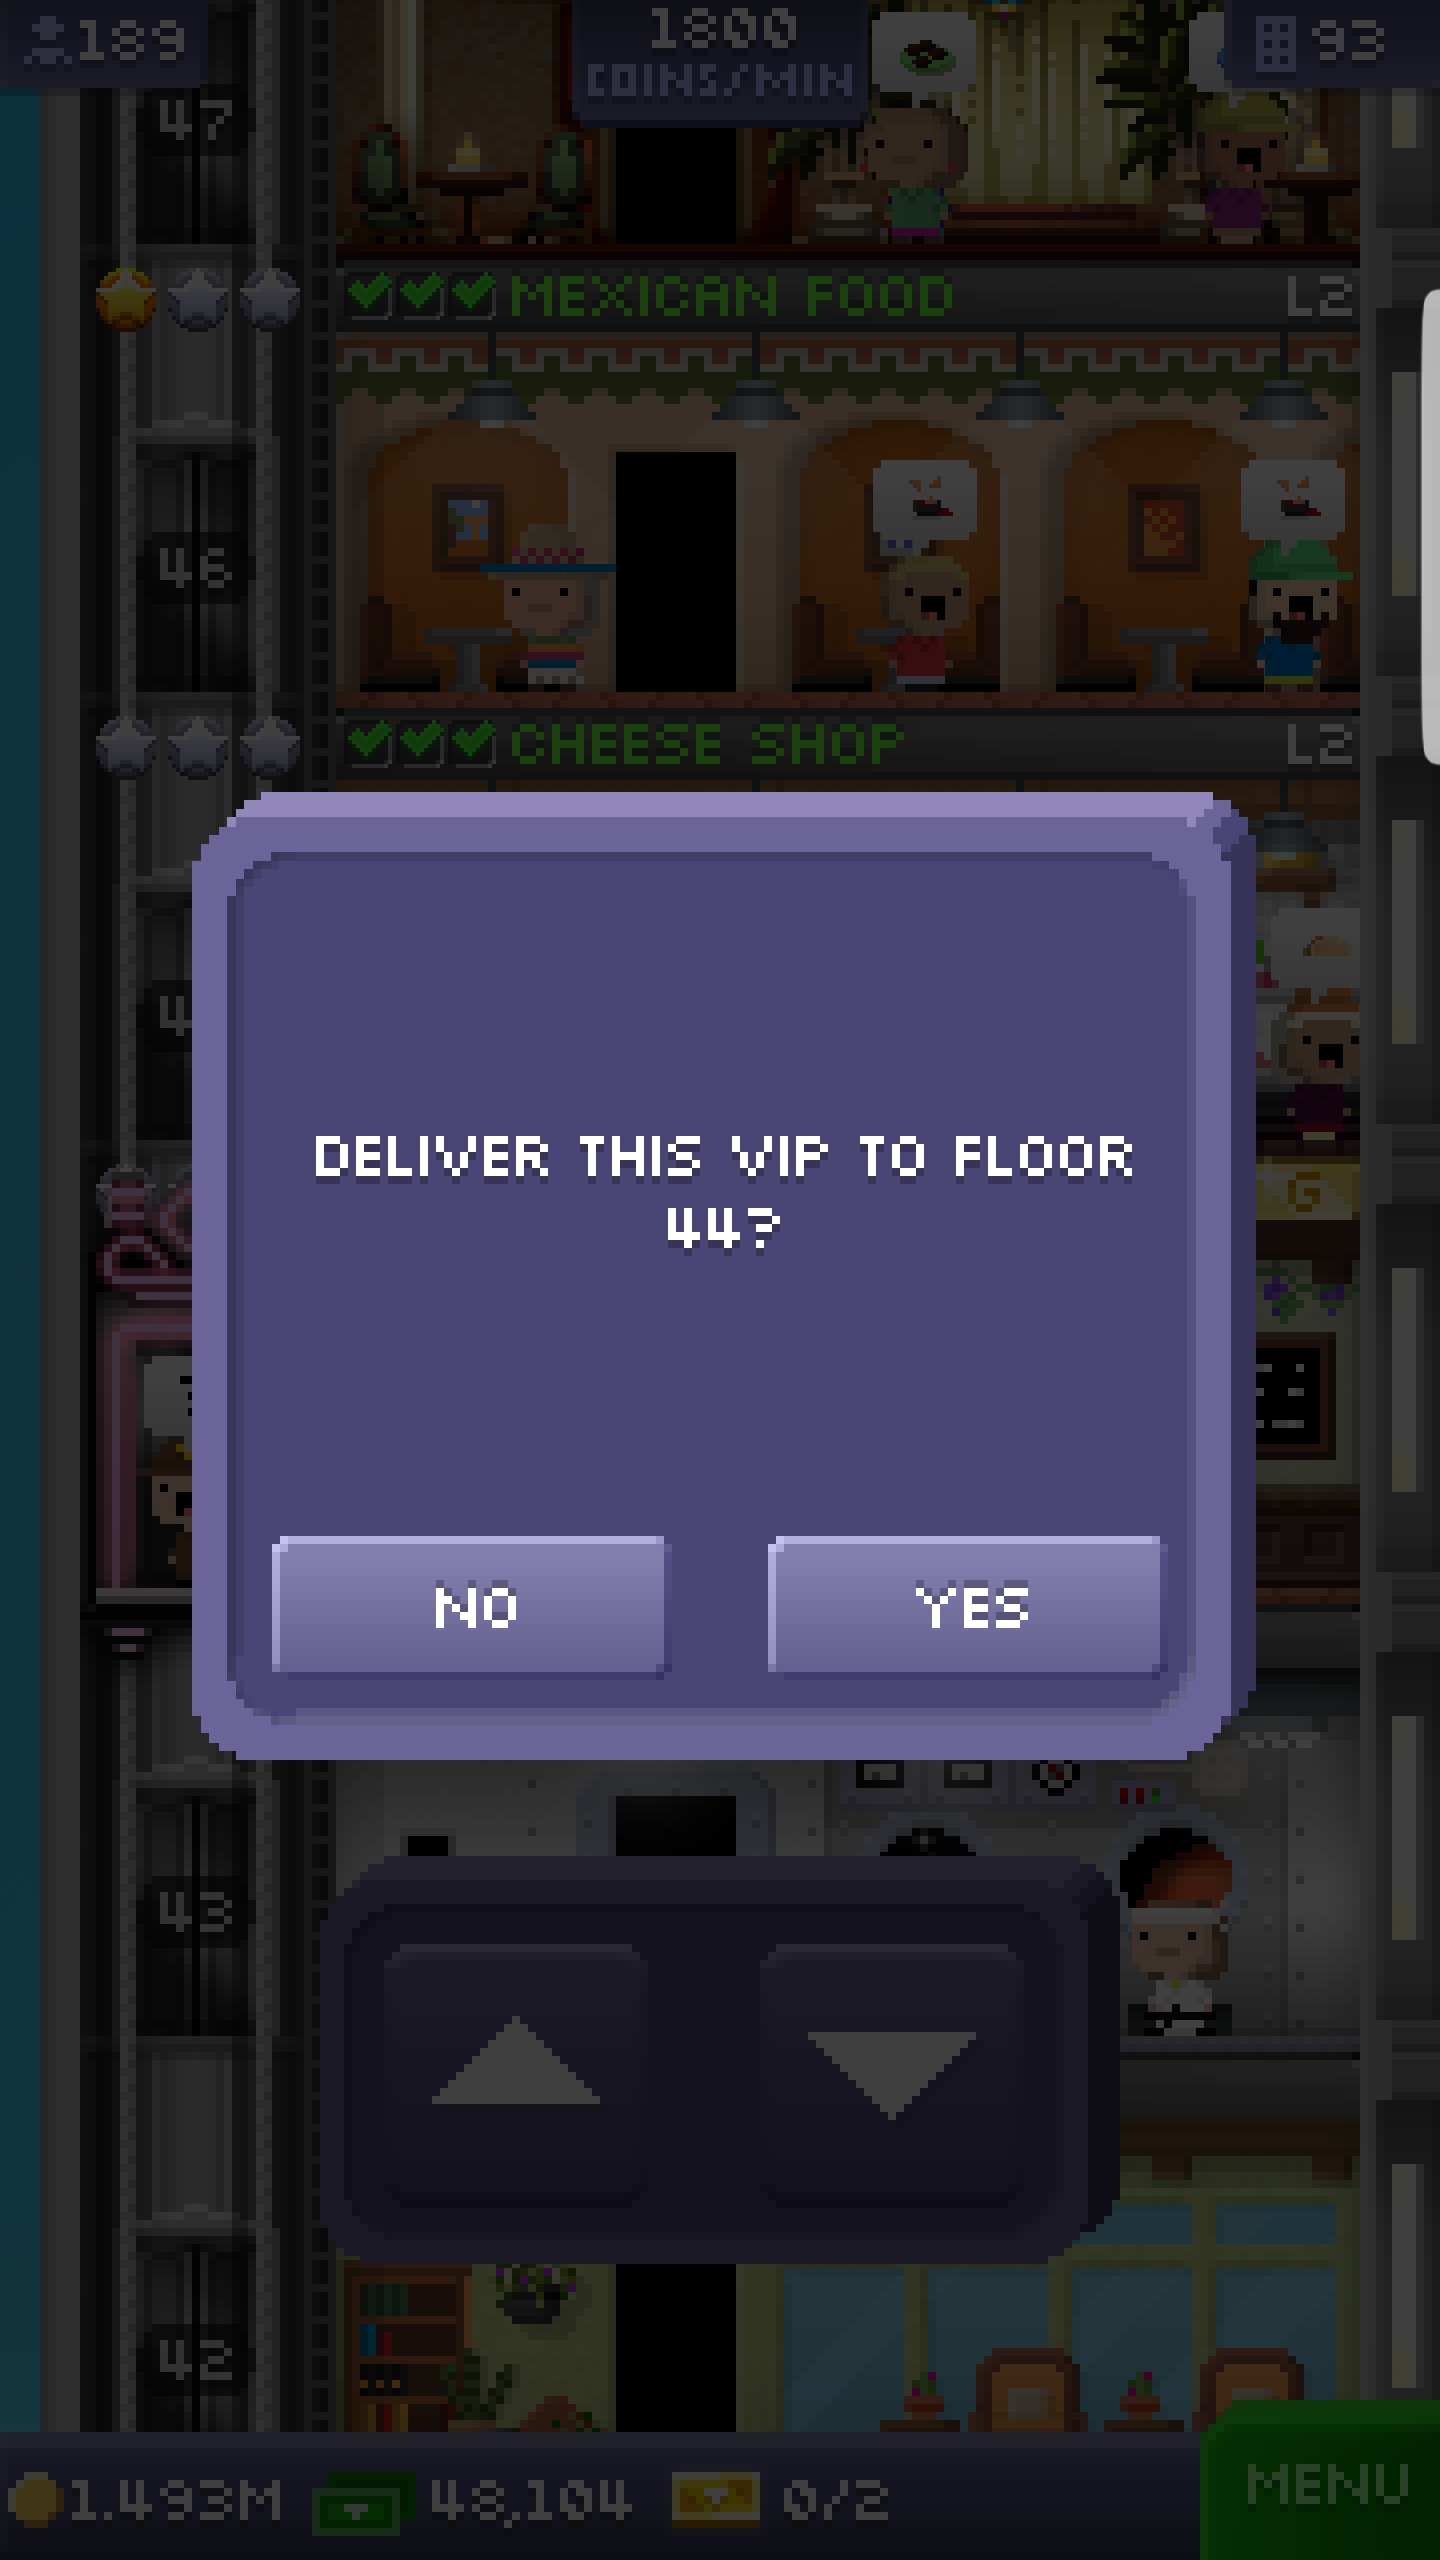 189
1800
COINS/MIN
93
47
MEXICAN FOOD L2
46
CHEESE SHOP L2
4
G
DELIVER THIS VIP TO FLOOR
44?
NO YES
43
42
1.493M 48,104 0/2 MENU